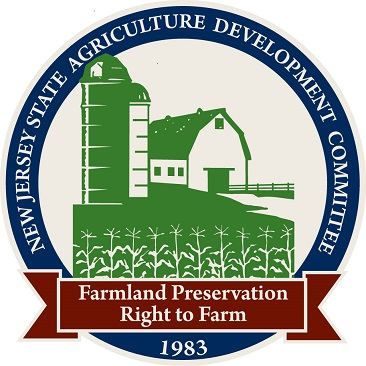 NEW JERSEY STATE AGRICULTURE DEVELOPMENT COMMITTEE
Farmland Preservation
Right to Farm
1983